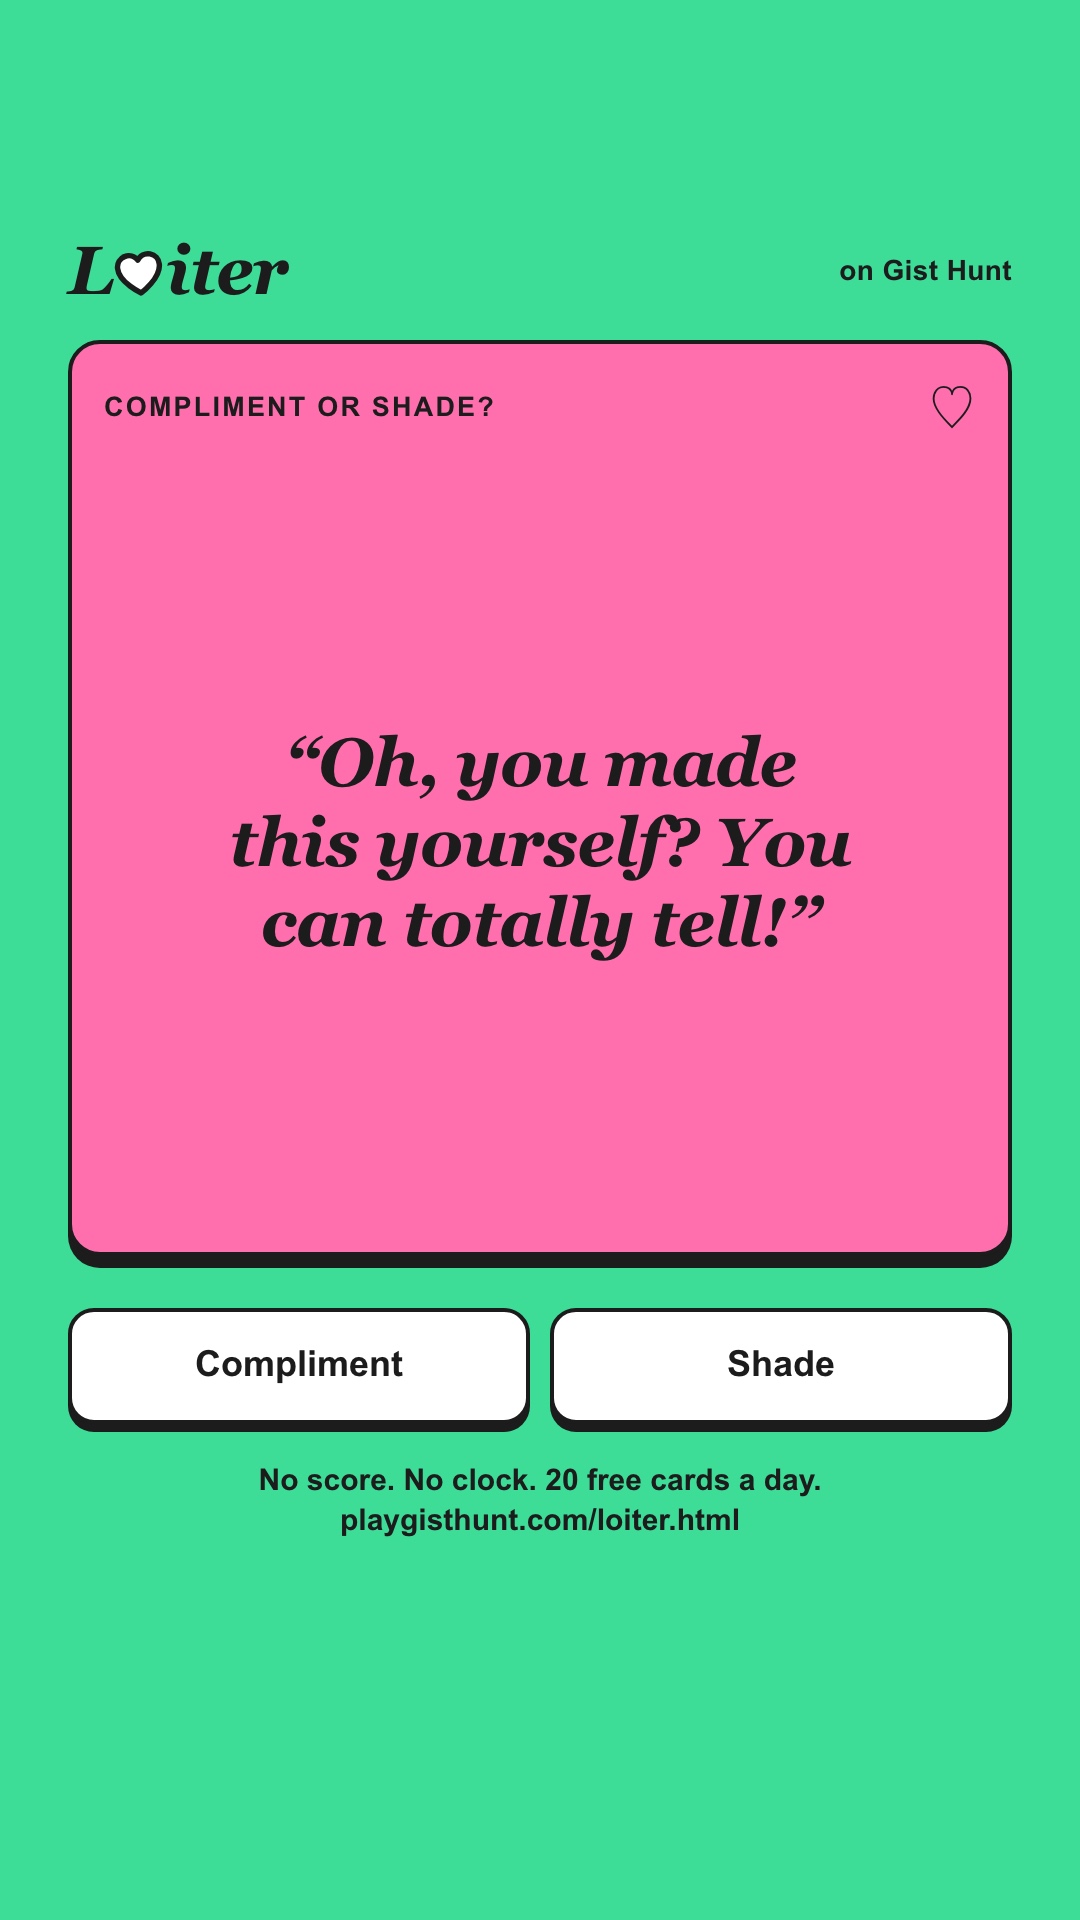 Loiter
on Gist Hunt
COMPLIMENT OR SHADE?
“Oh, you made
this yourself? You
can totally tell!”
Compliment
Shade
No score. No clock. 20 free cards a day.
playgisthunt.com/loiter.html